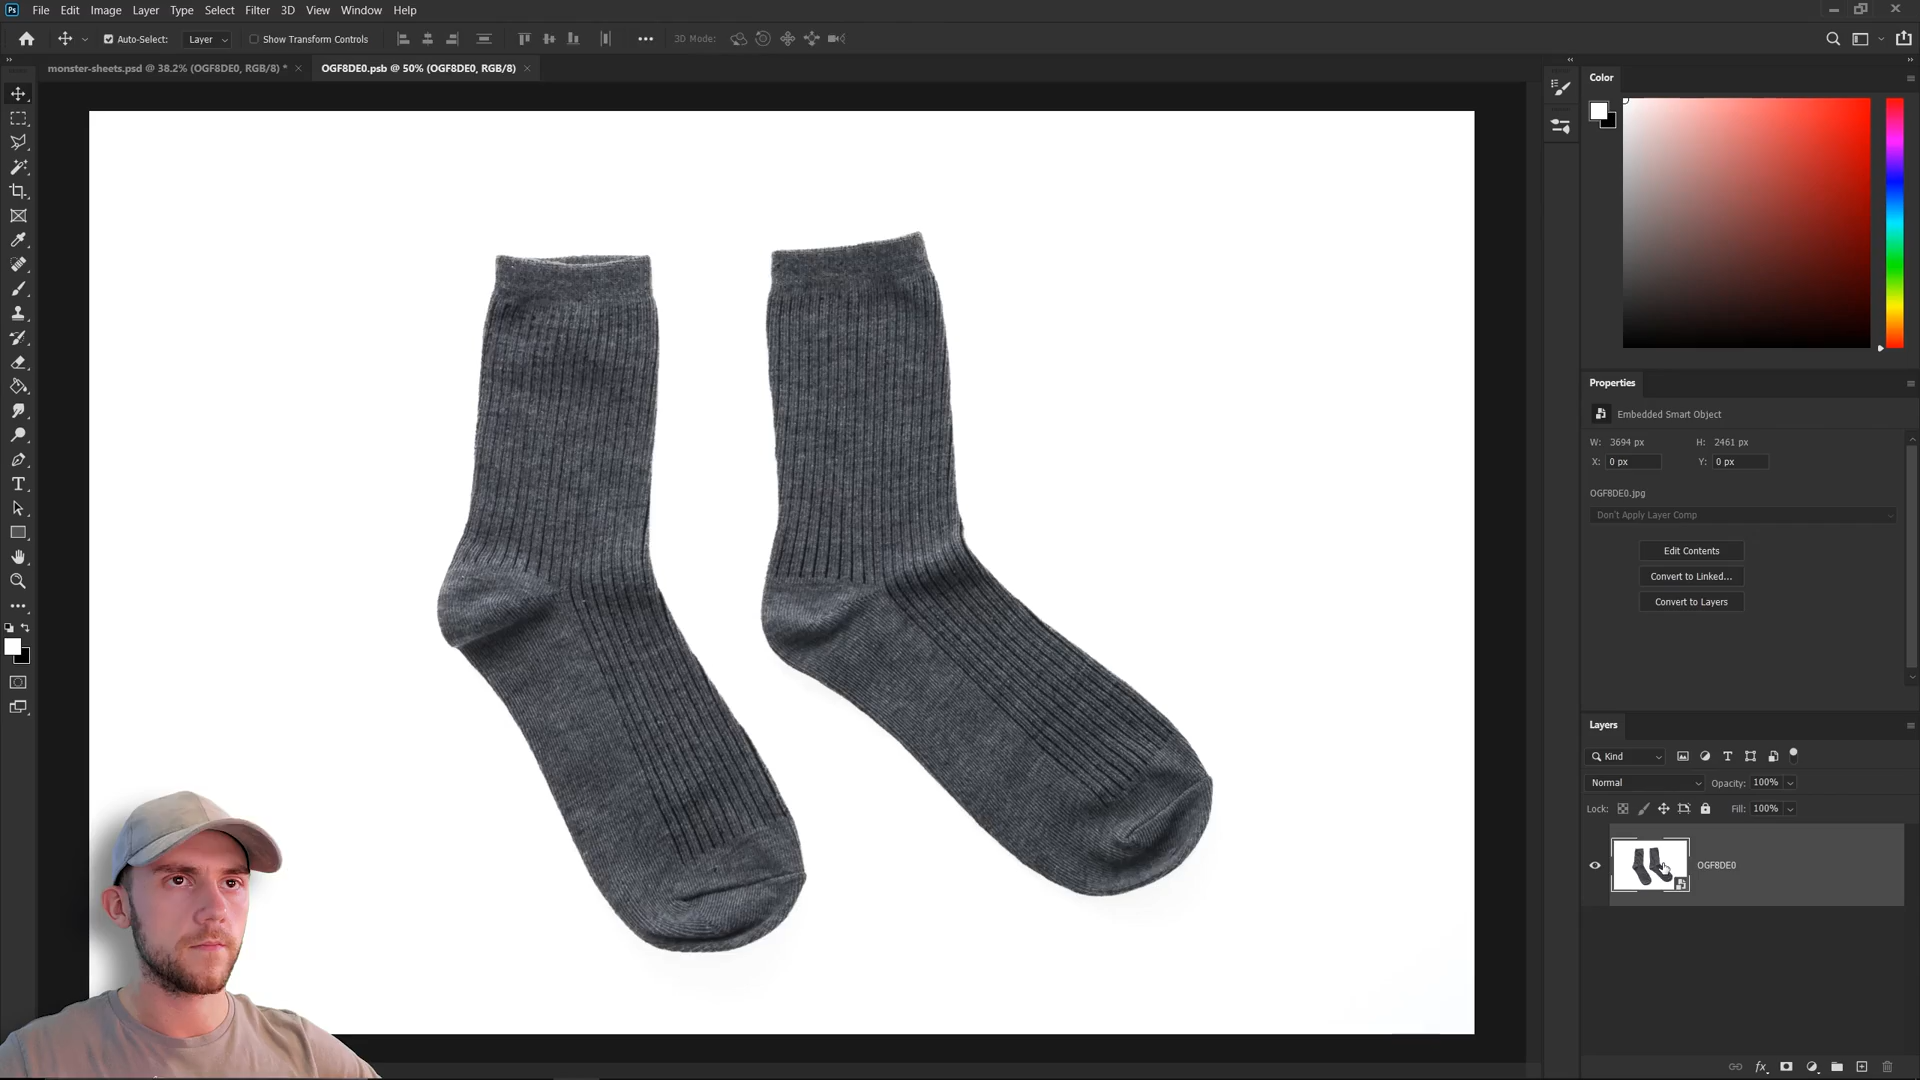 Ps File Edit Image Layer Type Select Filter 3D View Window Help
Auto-Select: Layer Show Transform Controls 3D Mode:
monster-sheets.psd @ 38.2% (OGF8DE0, RGB/8) * × OGF8DE0.psb @ 50% (OGF8DE0, RGB/8) ×
Color
Properties
Embedded Smart Object
W: 3694 px H: 2461 px
X: 0 px Y: 0 px
OGF8DE0.jpg
Don't Apply Layer Comp
Edit Contents
Convert to Linked...
Convert to Layers
Layers
Kind
Normal Opacity: 100%
Lock: Fill: 100%
OGF8DE0